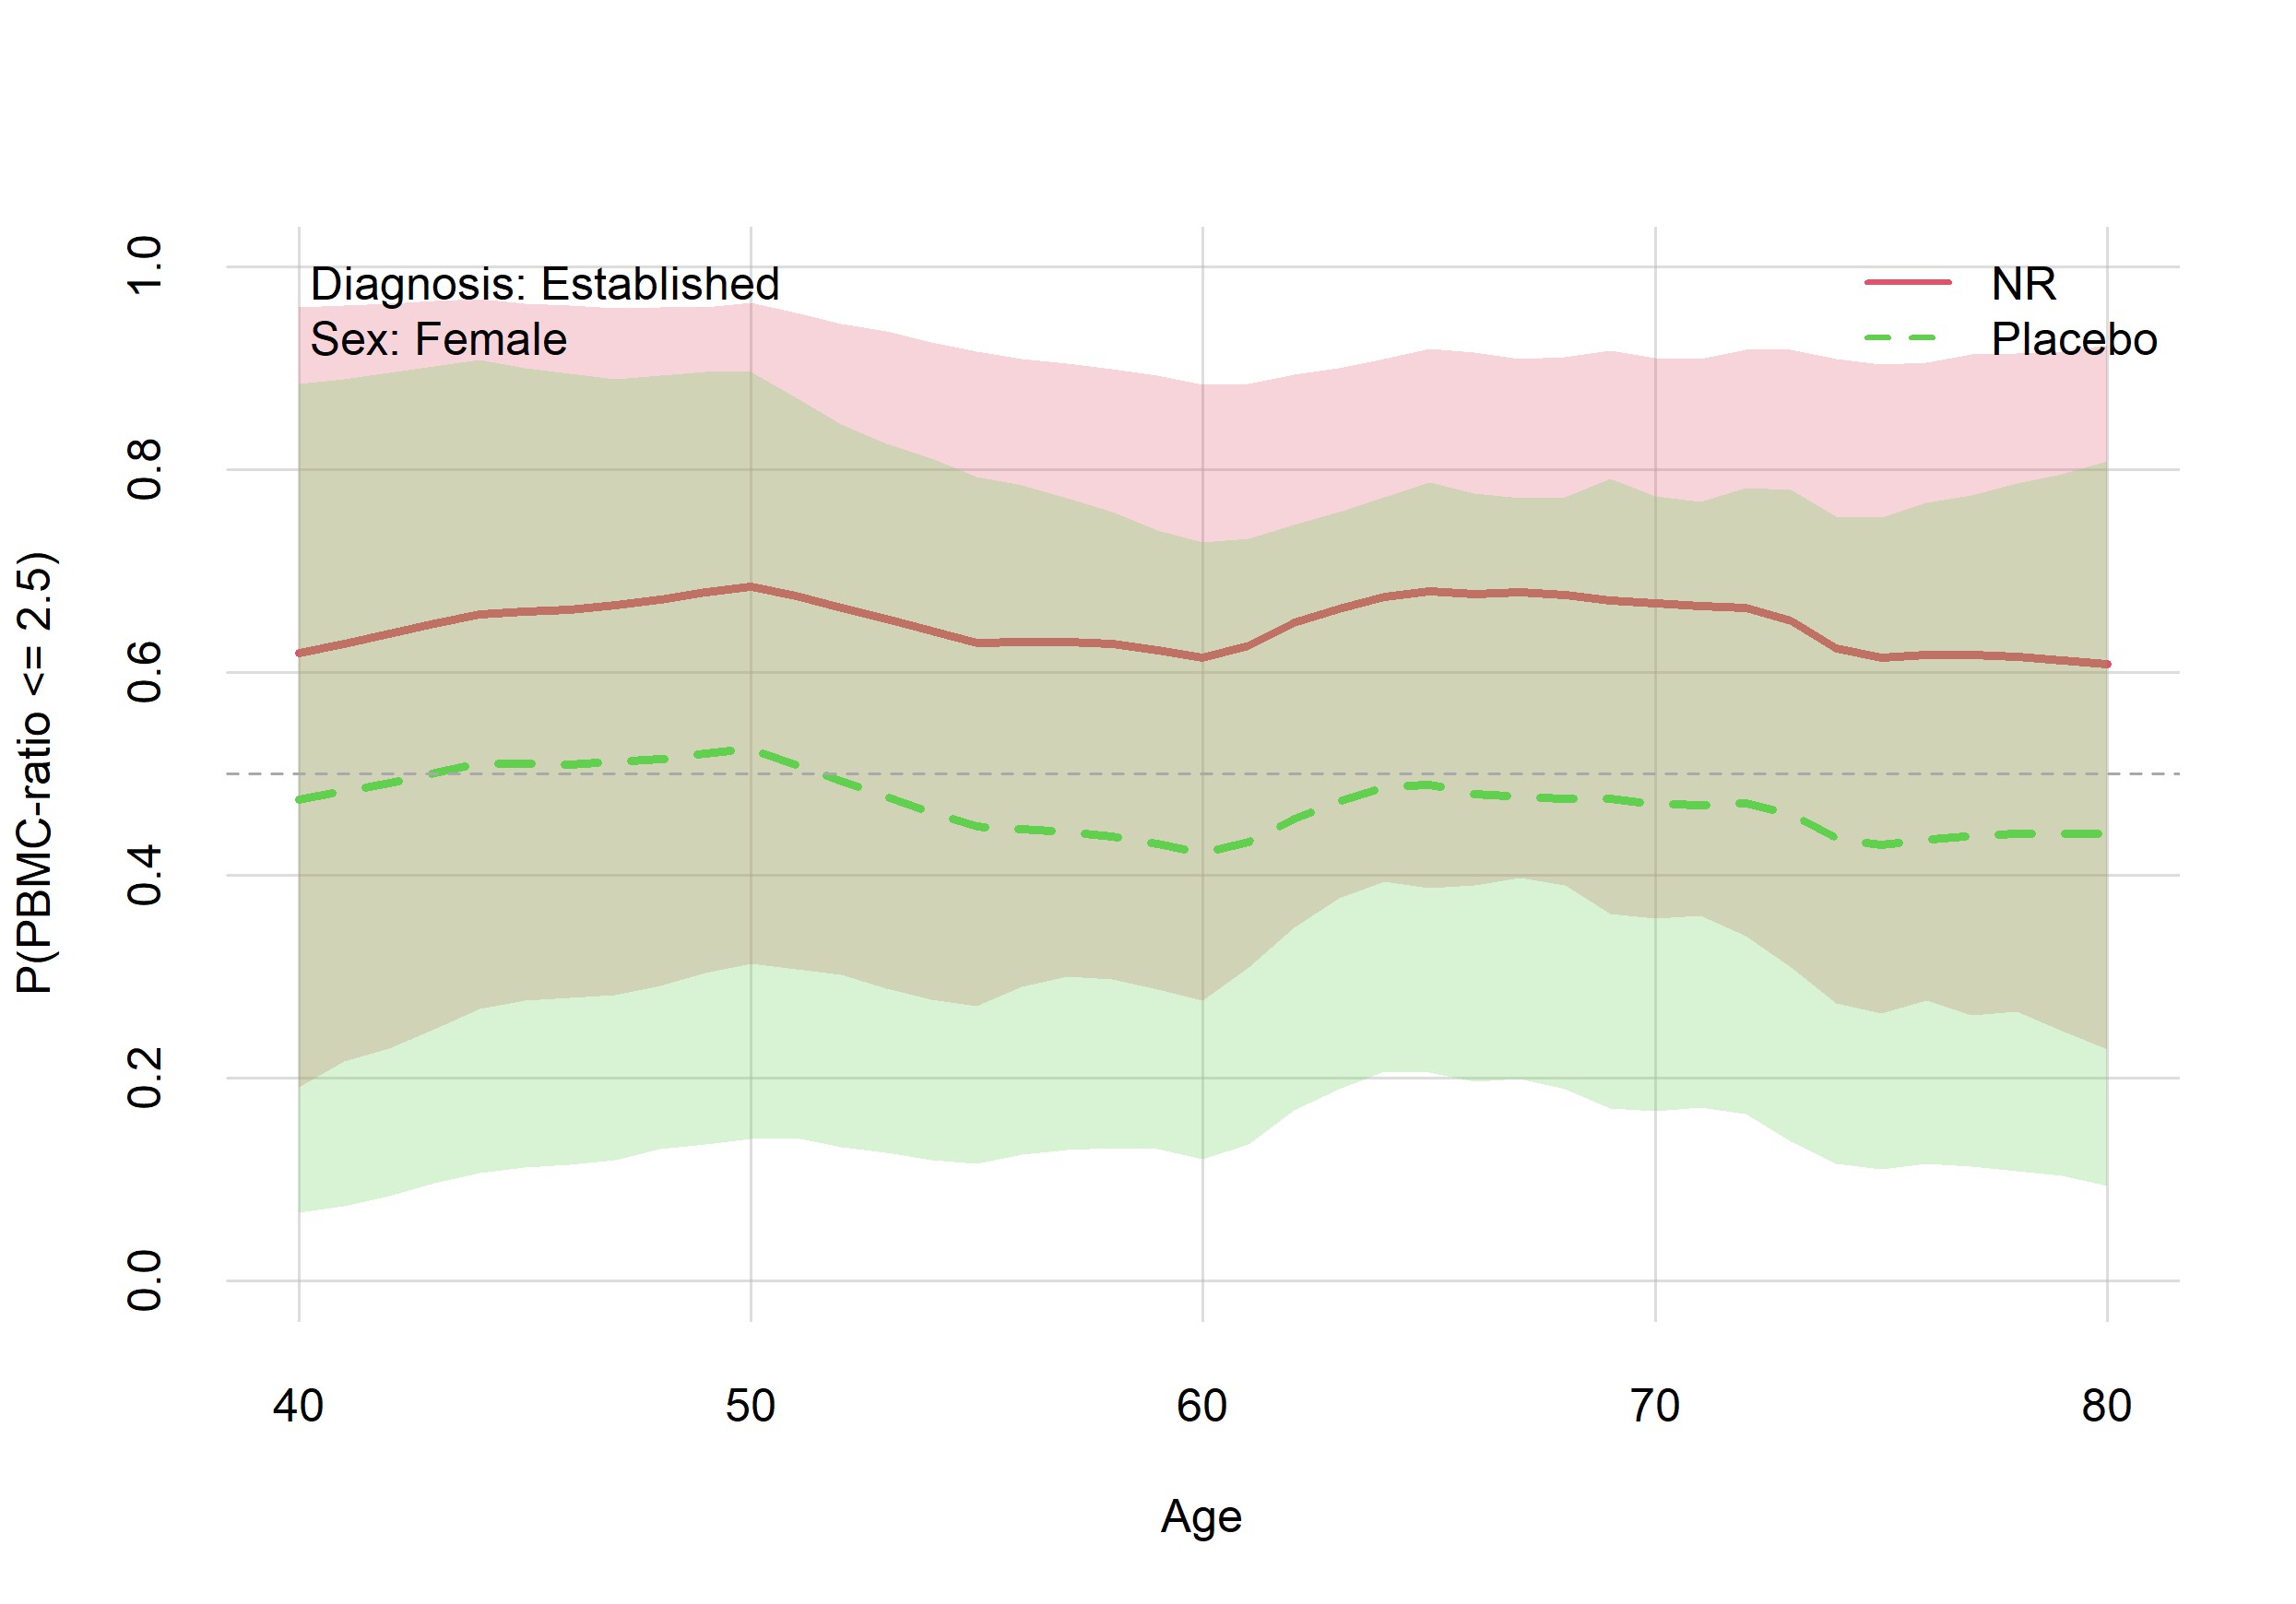 Diagnosis: Established
Sex: Female
NR
Placebo
P(PBMC-ratio <= 2.5)
1.0
0.8
0.6
0.4
0.2
0.0
40 50 60 70 80
Age